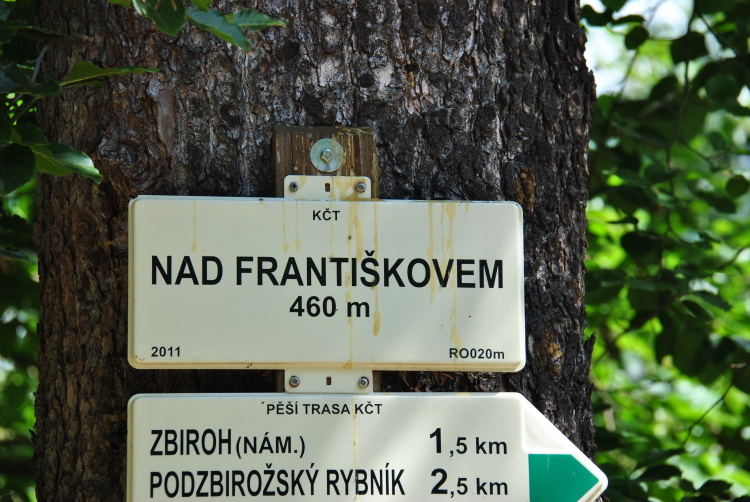 KČT
NAD FRANTIŠKOVEM
460 m
2011 RO020m
PĚŠÍ TRASA KČT
ZBIROH (NÁM.) 1,5 km
PODZBIROŽSKÝ RYBNÍK 2,5 km